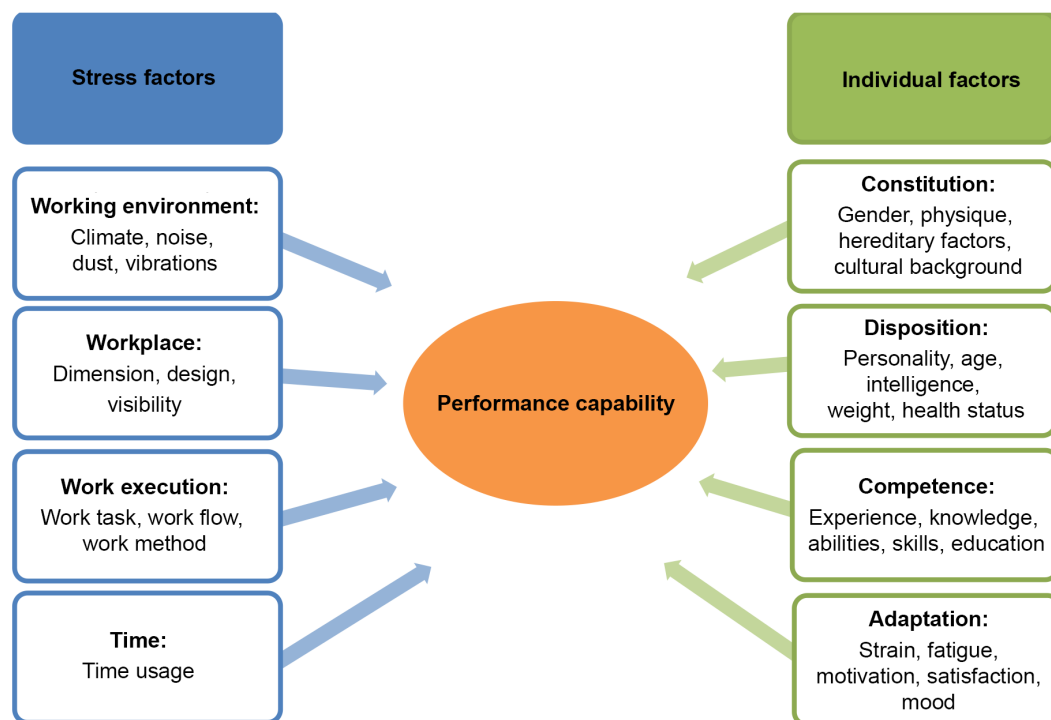 Stress factors
Working environment:
Climate, noise,
dust, vibrations
Workplace:
Dimension, design,
visibility
Work execution:
Work task, work flow,
work method
Time:
Time usage
Performance capability
Individual factors
Constitution:
Gender, physique,
hereditary factors,
cultural background
Disposition:
Personality, age,
intelligence,
weight, health status
Competence:
Experience, knowledge,
abilities, skills, education
Adaptation:
Strain, fatigue,
motivation, satisfaction,
mood